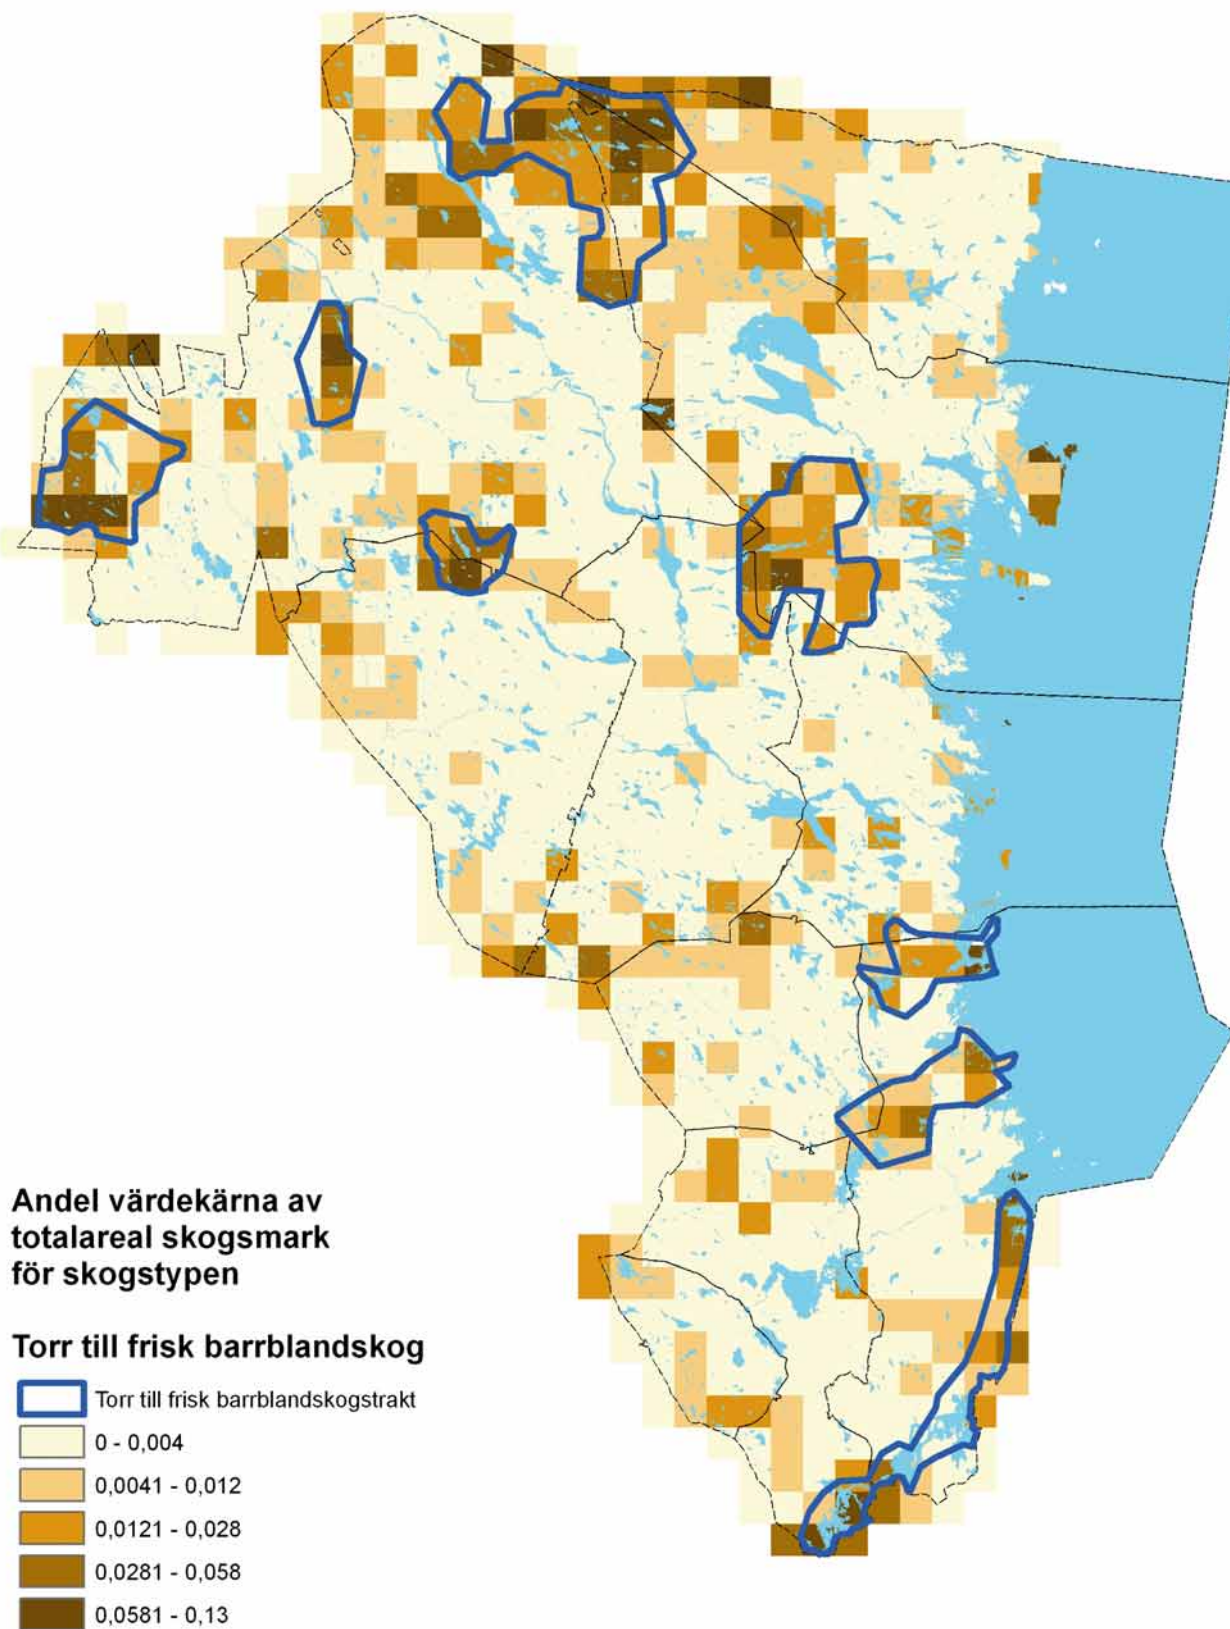 Andel värdekärna av
totalareal skogsmark
för skogstypen
Torr till frisk barrblandskog
Torr till frisk barrblandskogstrakt
0 - 0,004
0,0041 - 0,012
0,0121 - 0,028
0,0281 - 0,058
0,0581 - 0,13